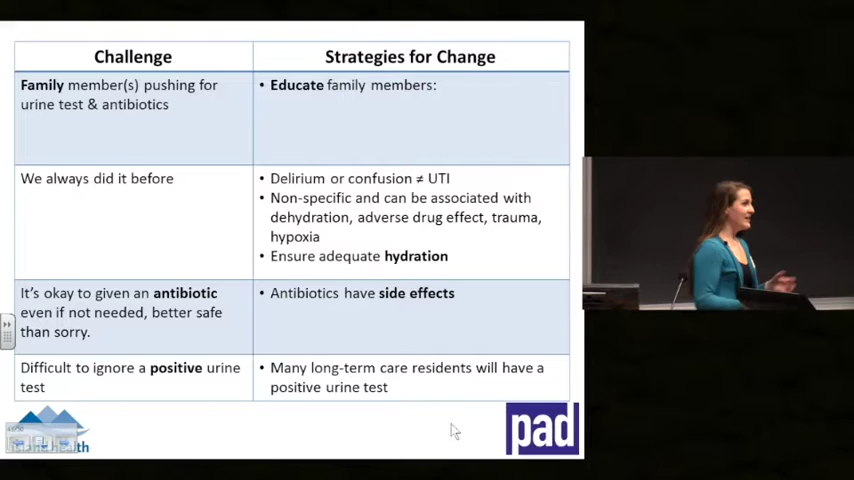 Challenge
Strategies for Change
Family member(s) pushing for
urine test & antibiotics
• Educate family members:
We always did it before
• Delirium or confusion ≠ UTI
• Non-specific and can be associated with
dehydration, adverse drug effect, trauma,
hypoxia
• Ensure adequate hydration
It's okay to given an antibiotic
even if not needed, better safe
than sorry.
• Antibiotics have side effects
Difficult to ignore a positive urine
test
• Many long-term care residents will have a
positive urine test
health
pad